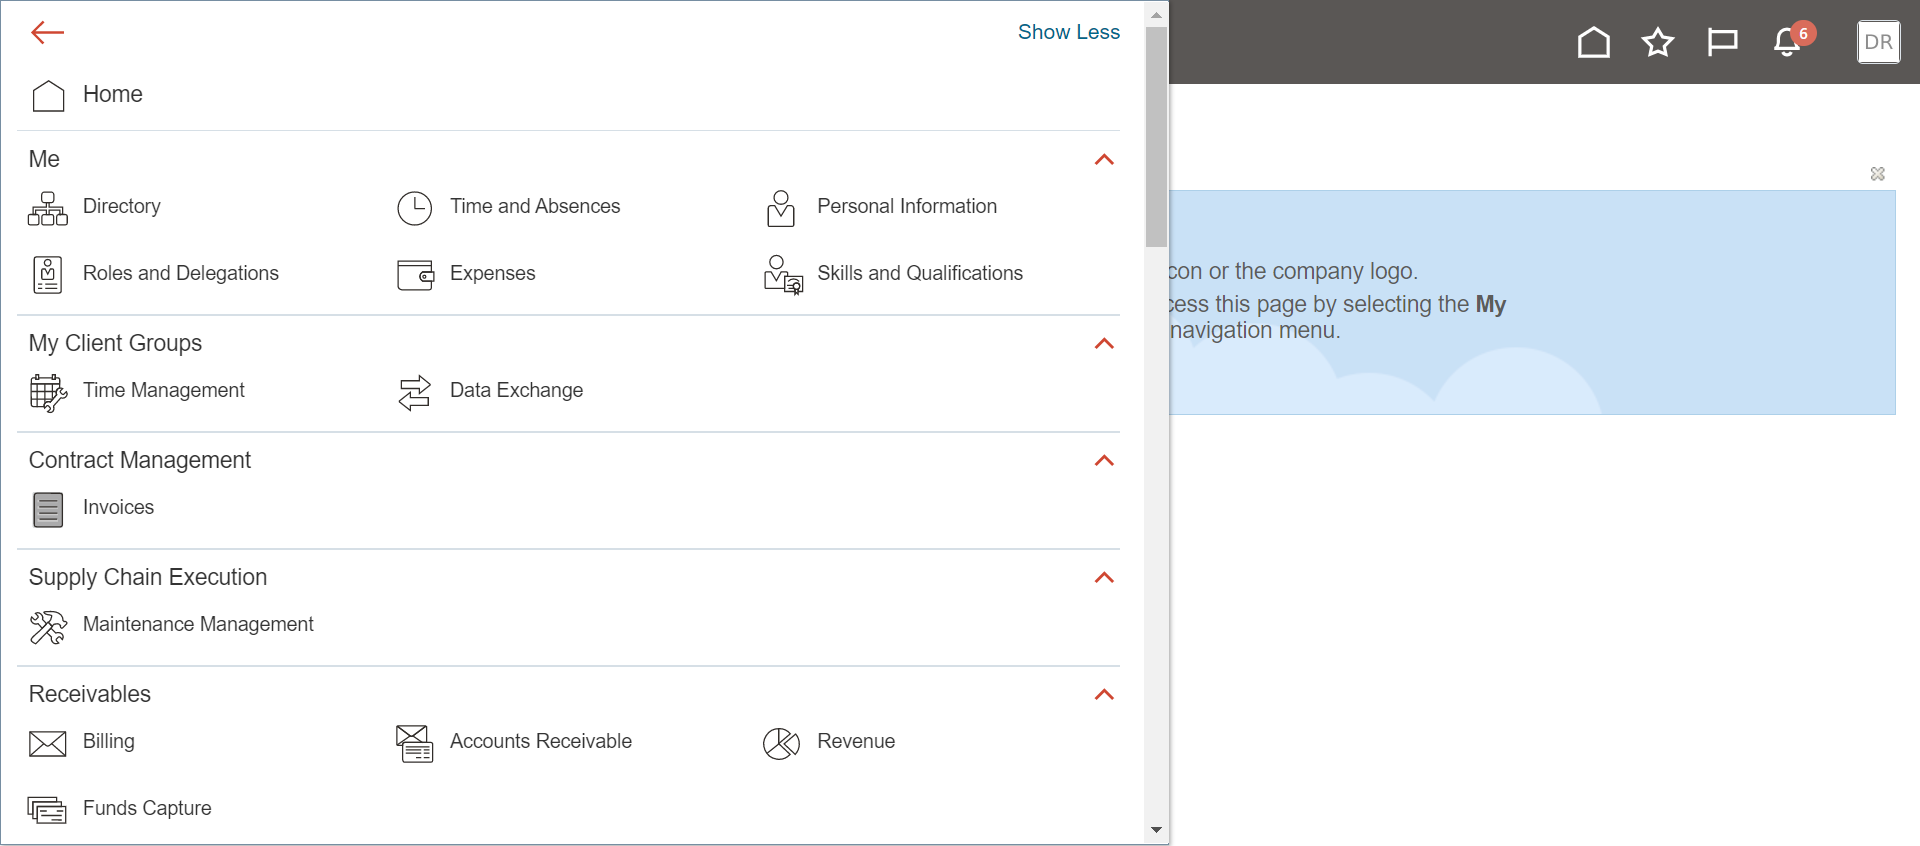 Show Less
Home
Me
Directory
Time and Absences
Personal Information
Roles and Delegations
Expenses
Skills and Qualifications
My Client Groups
Time Management
Data Exchange
Contract Management
Invoices
Supply Chain Execution
Maintenance Management
Receivables
Billing
Accounts Receivable
Revenue
Funds Capture
6
DR
con or the company logo.
cess this page by selecting the My
navigation menu.